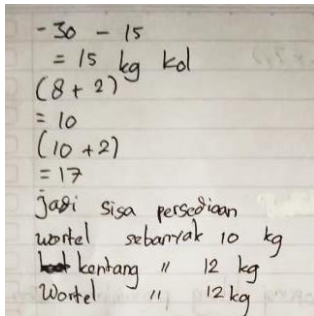 - 30 - 15
= 15 kg kol
(8 + 2)
= 10
(10 + 2)
= 17
jadi sisa persediaan
wortel sebanyak 10 kg
kentang " 12 kg
Wortel " 12 kg